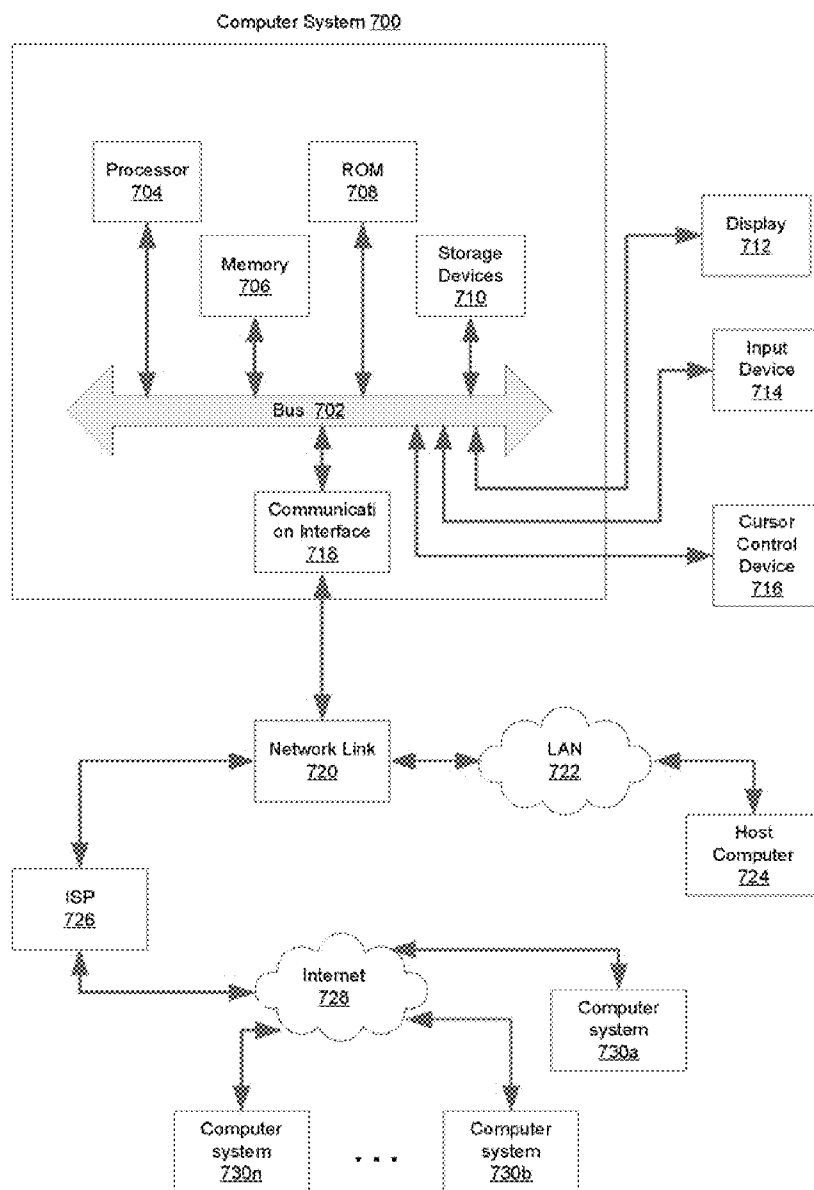 Computer System 700
Processor
704
ROM
708
Memory
706
Storage
Devices
710
Display
712
Input
Device
714
Bus 702
Communicati
on Interface
718
Cursor
Control
Device
716
Network Link
720
LAN
722
Host
Computer
724
ISP
726
Internet
728
Computer
system
730a
Computer
system
730n
. . .
Computer
system
730b